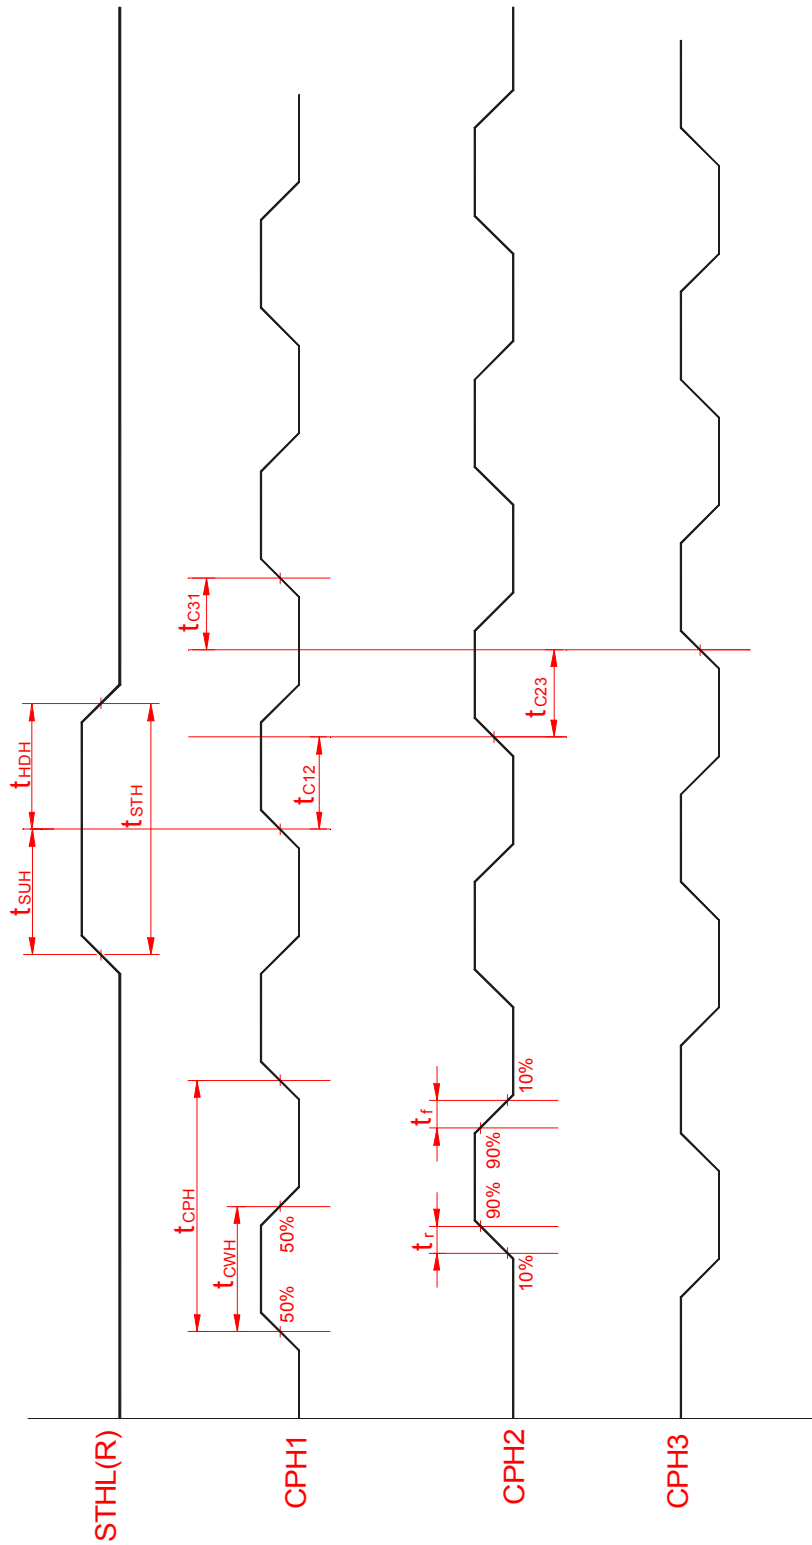 STHL(R)
tSUH
tHDH
tSTH
CPH1
tCPH
tCWH
50%
50%
tC12
tC31
CPH2
tr
tf
10%
90%
90%
10%
tC23
CPH3